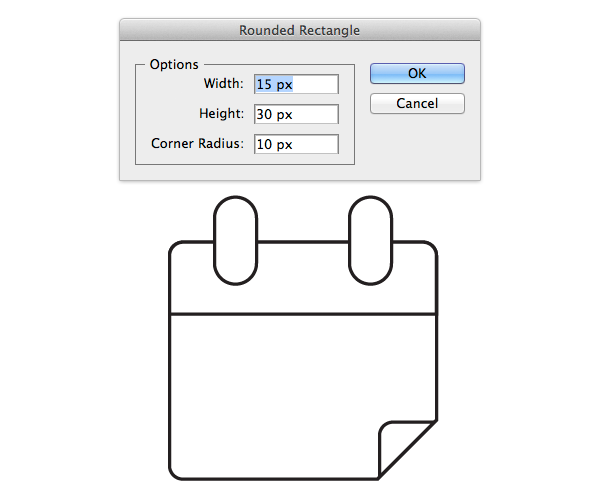 Rounded Rectangle
Options
Width: 15 px
Height: 30 px
Corner Radius: 10 px
OK
Cancel